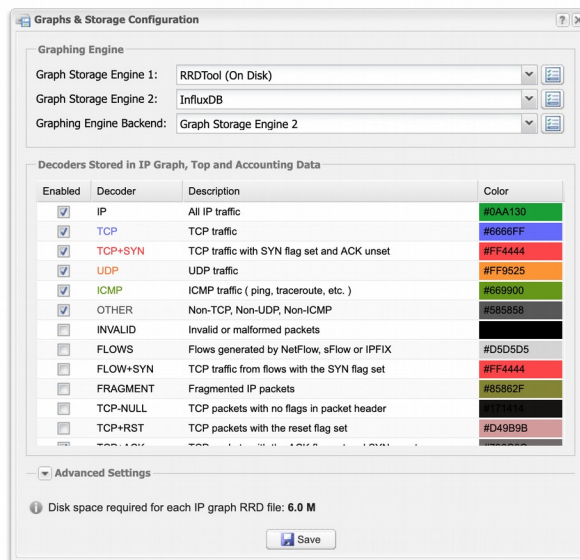 Graphs & Storage Configuration
Graphing Engine
Graph Storage Engine 1: RRDTool (On Disk)
Graph Storage Engine 2: InfluxDB
Graphing Engine Backend: Graph Storage Engine 2
Decoders Stored in IP Graph, Top and Accounting Data
Enabled Decoder Description Color
IP All IP traffic #0AA130
TCP TCP traffic #6666FF
TCP+SYN TCP traffic with SYN flag set and ACK unset #FF4444
UDP UDP traffic #FF9525
ICMP ICMP traffic ( ping, traceroute, etc. ) #669900
OTHER Non-TCP, Non-UDP, Non-ICMP #585858
INVALID Invalid or malformed packets
FLOWS Flows generated by NetFlow, sFlow or IPFIX #D5D5D5
FLOW+SYN TCP traffic from flows with the SYN flag set #FF4444
FRAGMENT Fragmented IP packets #85862F
TCP-NULL TCP packets with no flags in packet header #171414
TCP+RST TCP packets with the reset flag set #D49B9B
Advanced Settings
Disk space required for each IP graph RRD file: 6.0 M
Save